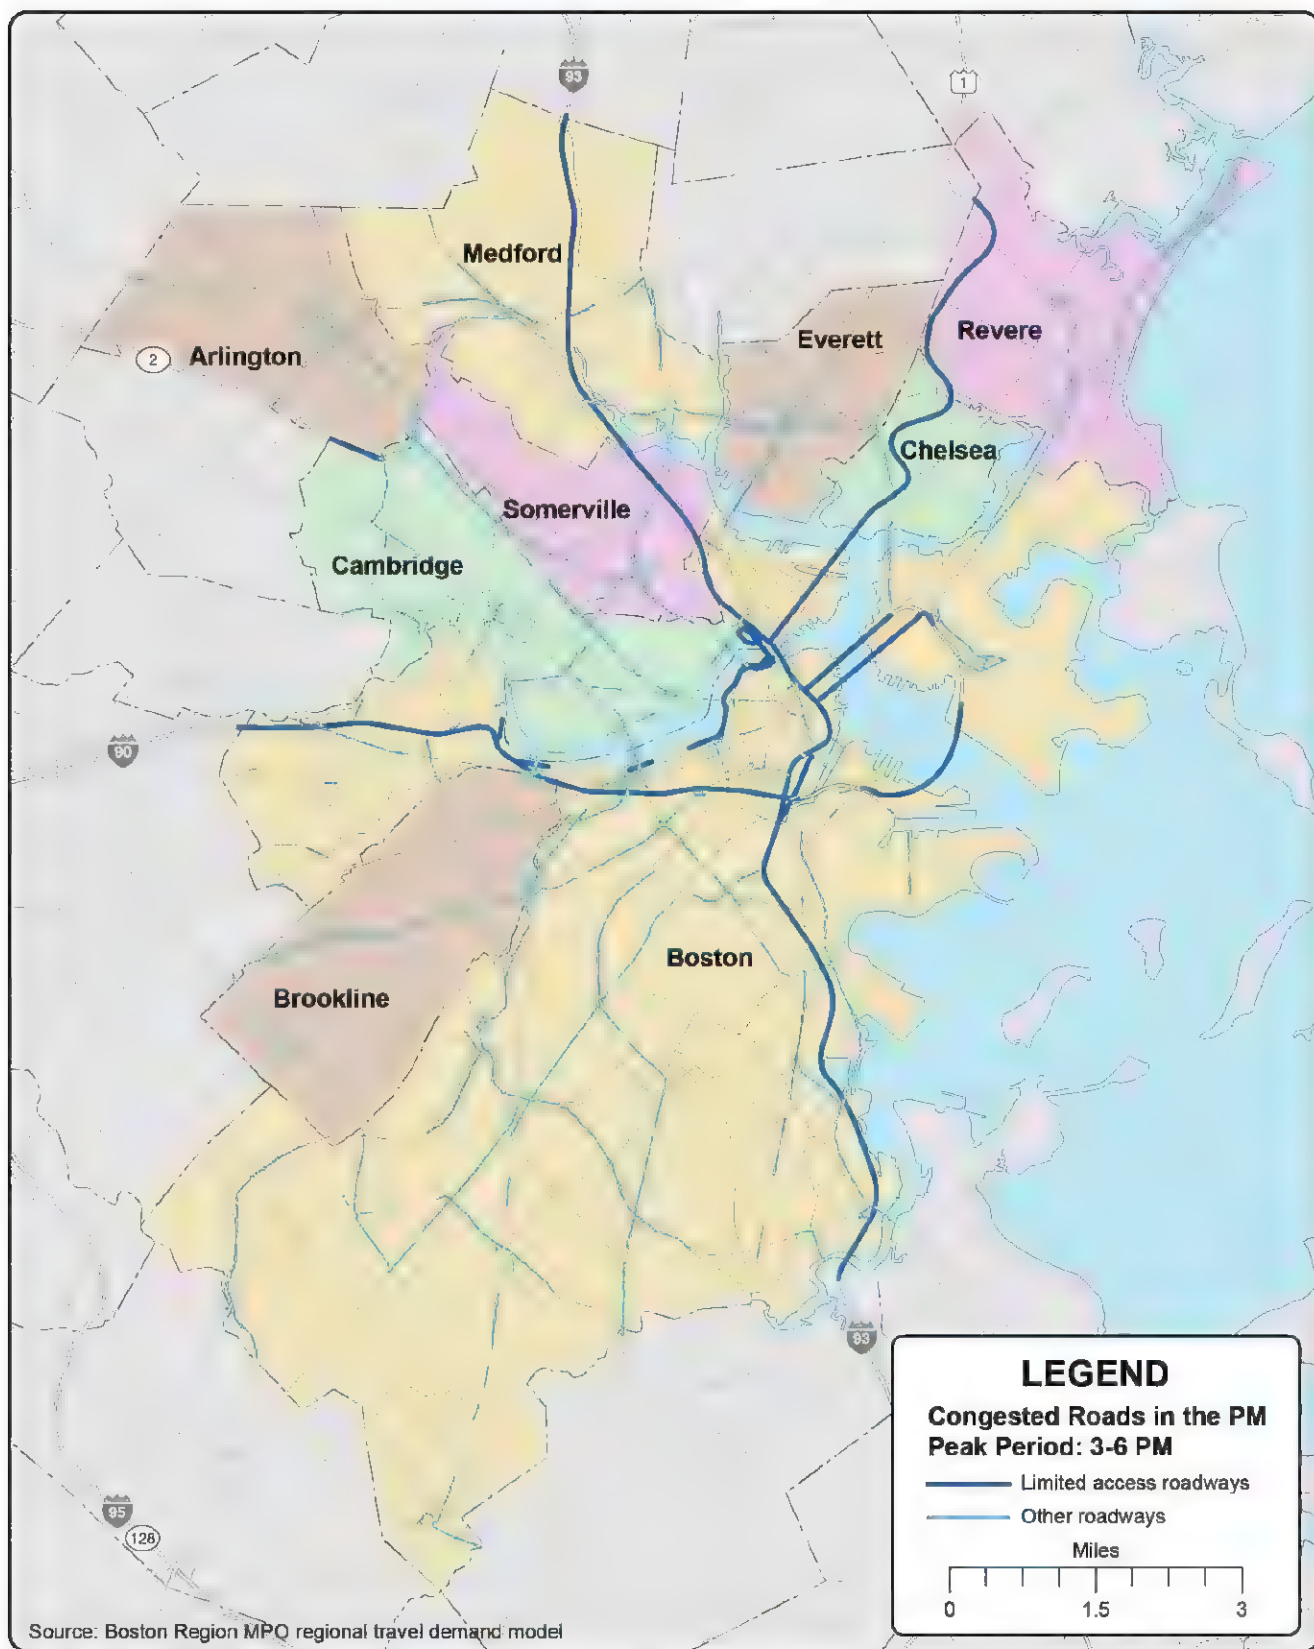 93
1
Medford
Everett
Revere
2
Arlington
Chelsea
Somerville
Cambridge
90
Boston
Brookline
93
LEGEND
Congested Roads in the PM
Peak Period: 3-6 PM
Limited access roadways
Other roadways
Miles
0 1.5 3
95
128
Source: Boston Region MPO regional travel demand model